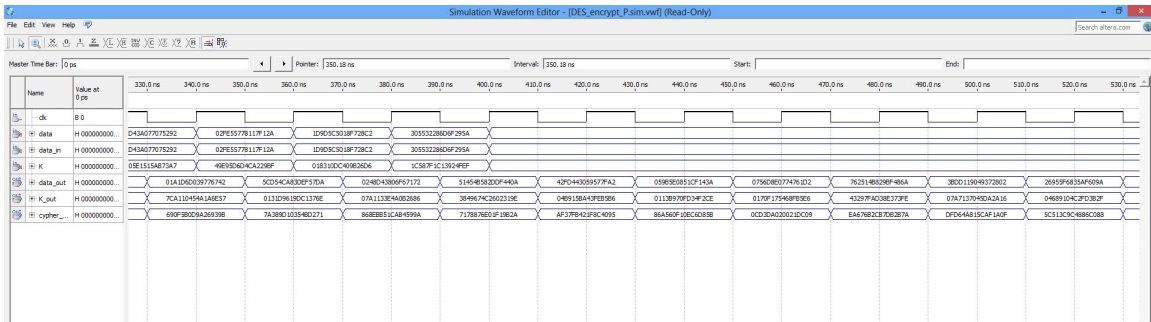 Simulation Waveform Editor - [DES_encrypt_P.sim.vwf] (Read-Only)
File Edit View Help
Search altera.com
Master Time Bar: 0 ps Pointer: 350.18 ns Interval: 350.18 ns Start: End:
Name Value at 0 ps 330.0 ns 340.0 ns 350.0 ns 360.0 ns 370.0 ns 380.0 ns 390.0 ns 400.0 ns 410.0 ns 420.0 ns 430.0 ns 440.0 ns 450.0 ns 460.0 ns 470.0 ns 480.0 ns 490.0 ns 500.0 ns 510.0 ns 520.0 ns 530.0 ns
clk B 0
data H 000000000... D43A077075292 02FE55778117F12A 1D9D5C5018F728C2 305532286D6F295A
data_in H 000000000... D43A077075292 02FE55778117F12A 1D9D5C5018F728C2 305532286D6F295A
K H 000000000... 05E1515AB73A7 49E95D6D4CA229BF 018310DC409B26D6 1C587F1C13924FEF
data_out H 000000000... 01A1D6D039776742 5CD54CA83DEF57DA 0248D43806F67172 51454B582DDF440A 42FD443059577FA2 059B5E0851CF143A 0756D8E0774761D2 762514B829BF486A 3BDD119049372802 26955F6835AF609A
K_out H 000000000... 7CA110454A1A6E57 0131D9619DC1376E 07A1133E4A0B2686 3849674C2602319E 04B915BA43FEB5B6 0113B970FD34F2CE 0170F175468FB5E6 43297FAD38E373FE 07A7137045DA2A16 04689104C2FD3B2F
cypher_... H 000000000... 690F5B0D9A26939B 7A389D10354BD271 868EBB51CAB4599A 7178876E01F19B2A AF37FB421F8C4095 86A560F10EC6D85B 0CD3DA020021DC09 EA676B2CB7DB2B7A DFD64A815CAF1A0F 5C513C9C4886C088